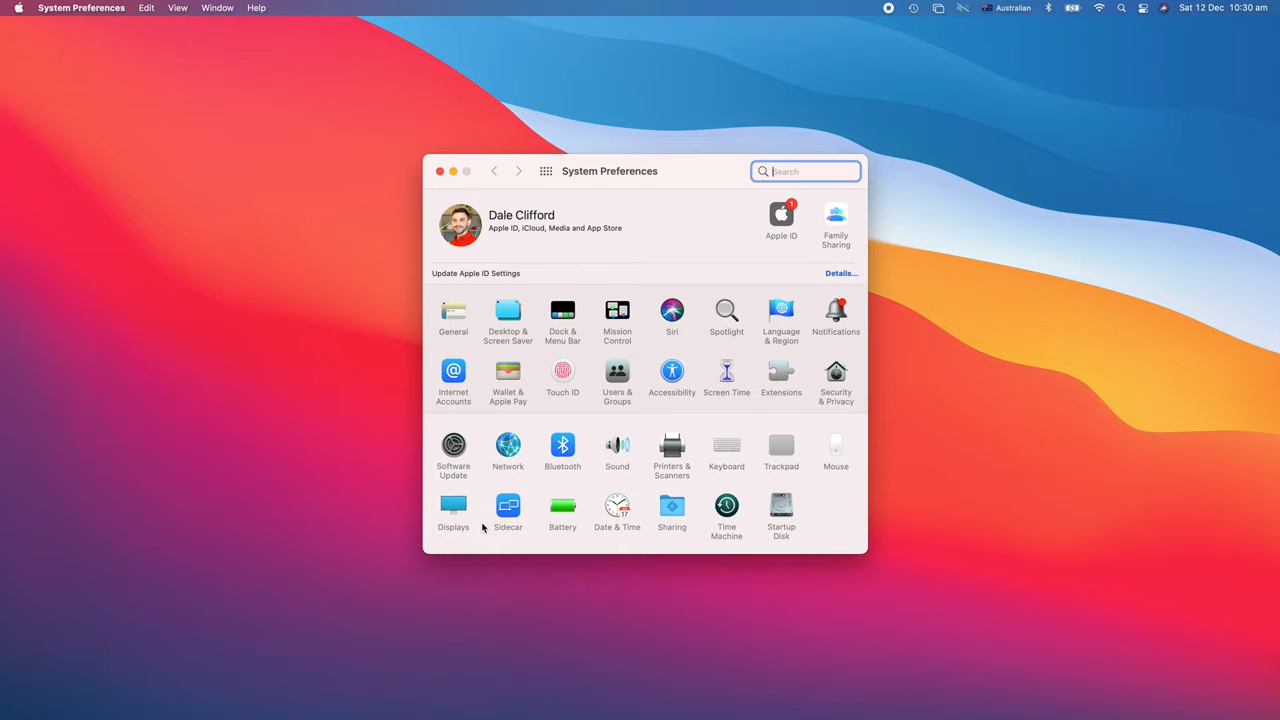 System Preferences Edit View Window Help Australian Sat 12 Dec 10:30 am
System Preferences Search
Dale Clifford
Apple ID, iCloud, Media and App Store
1
Apple ID
Family
Sharing
Update Apple ID Settings Details...
General
Desktop &
Screen Saver
Dock &
Menu Bar
Mission
Control
Siri
Spotlight
Language
& Region
Notifications
Internet
Accounts
Wallet &
Apple Pay
Touch ID
Users &
Groups
Accessibility
Screen Time
Extensions
Security
& Privacy
Software
Update
Network
Bluetooth
Sound
Printers &
Scanners
Keyboard
Trackpad
Mouse
Displays
Sidecar
Battery
17
Date & Time
Sharing
Time
Machine
Startup
Disk